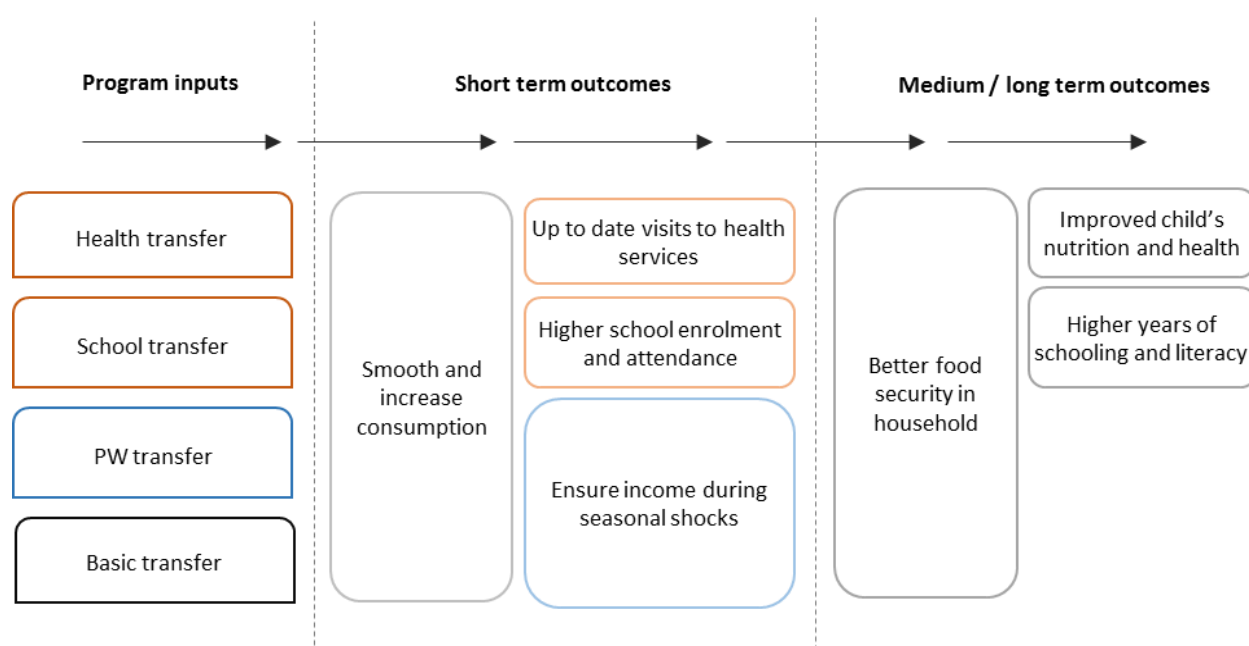 Program inputs
Short term outcomes
Medium / long term outcomes
Health transfer
School transfer
PW transfer
Basic transfer
Smooth and
increase
consumption
Up to date visits to health
services
Higher school enrolment
and attendance
Ensure income during
seasonal shocks
Better food
security in
household
Improved child’s
nutrition and health
Higher years of
schooling and literacy